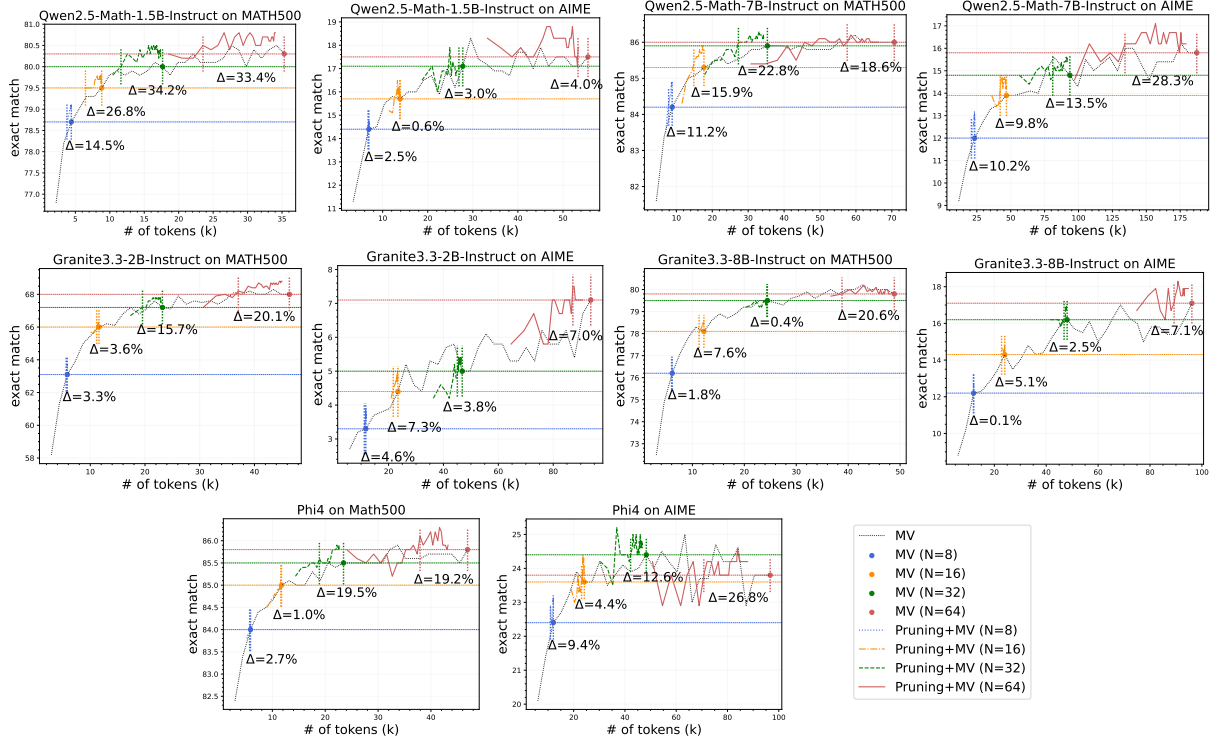 Qwen2.5-Math-1.5B-Instruct on MATH500
exact match
81.0
80.5
80.0
79.5
79.0
78.5
78.0
77.5
77.0
Δ=14.5%
Δ=26.8%
Δ=34.2%
Δ=33.4%
5
10
15
20
25
30
35
# of tokens (k)
Qwen2.5-Math-1.5B-Instruct on AIME
exact match
19
18
17
16
15
14
13
12
11
Δ=2.5%
Δ=0.6%
Δ=3.0%
Δ=4.0%
10
20
30
40
50
# of tokens (k)
Qwen2.5-Math-7B-Instruct on MATH500
exact match
86
85
84
83
82
Δ=11.2%
Δ=15.9%
Δ=22.8%
Δ=18.6%
10
20
30
40
50
60
70
# of tokens (k)
Qwen2.5-Math-7B-Instruct on AIME
exact match
17
16
15
14
13
12
11
10
9
Δ=10.2%
Δ=9.8%
Δ=13.5%
Δ=28.3%
25
50
75
100
125
150
175
# of tokens (k)
Granite3.3-2B-Instruct on MATH500
exact match
68
66
64
62
60
58
Δ=3.3%
Δ=3.6%
Δ=15.7%
Δ=20.1%
10
20
30
40
# of tokens (k)
Granite3.3-2B-Instruct on AIME
exact match
8
7
6
5
4
3
Δ=4.6%
Δ=7.3%
Δ=3.8%
Δ=7.0%
20
40
60
80
# of tokens (k)
Granite3.3-8B-Instruct on MATH500
exact match
80
79
78
77
76
75
74
73
Δ=1.8%
Δ=7.6%
Δ=0.4%
Δ=20.6%
10
20
30
40
50
# of tokens (k)
Granite3.3-8B-Instruct on AIME
exact match
18
16
14
12
10
Δ=0.1%
Δ=5.1%
Δ=2.5%
Δ=7.1%
20
40
60
80
100
# of tokens (k)
Phi4 on Math500
exact match
86.0
85.5
85.0
84.5
84.0
83.5
83.0
82.5
Δ=2.7%
Δ=1.0%
Δ=19.5%
Δ=19.2%
10
20
30
40
# of tokens (k)
Phi4 on AIME
exact match
25
24
23
22
21
20
Δ=9.4%
Δ=4.4%
Δ=12.6%
Δ=26.8%
20
40
60
80
100
# of tokens (k)
MV
MV (N=8)
MV (N=16)
MV (N=32)
MV (N=64)
Pruning+MV (N=8)
Pruning+MV (N=16)
Pruning+MV (N=32)
Pruning+MV (N=64)